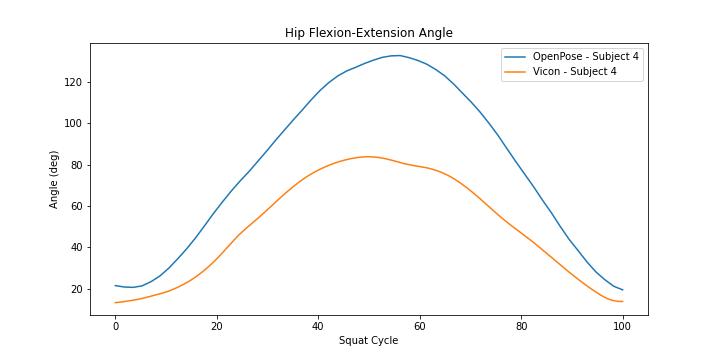 Hip Flexion-Extension Angle
OpenPose - Subject 4
Vicon - Subject 4
Angle (deg)
120
100
80
60
40
20
0 20 40 60 80 100
Squat Cycle